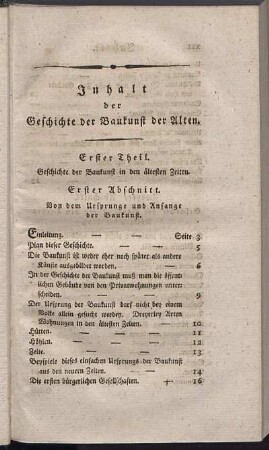 Inhalt
der
Geschichte der Baukunst der Alten.
Erster Theil.
Geschichte der Baukunst in den ältesten Zeiten.
Erster Abschnitt.
Von dem Ursprunge und Anfange
der Baukunst.
Einleitung. — — Seite 3
Plan dieser Geschichte. — — — 5
Die Baukunst ist weder eher noch später als andere
Künste ausgebildet worden. — — 6
In der Geschichte der Baukunst muß man die öffent
lichen Gebäude von den Privatwohnungen unter
scheiden. — — — — 9
Der Ursprung der Baukunst darf nicht bey einem
Volke allein gesucht werden. Dreyerley Arten
Wohnungen in den ältesten Zeiten. — 10
Hütten. — — — — 11
Höhlen. — — — — 12
Zelte. — — — — 13
Beyspiele dieses einfachen Ursprungs der Baukunst
aus den neuern Zeiten. — — 14
Die ersten bürgerlichen Gesellschaften. — 16